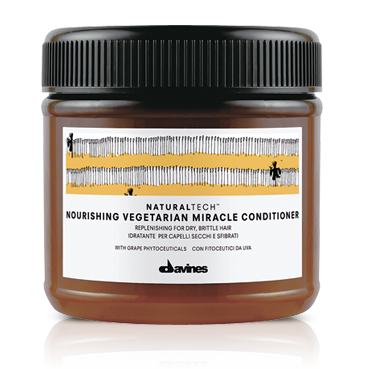 NATURALTECH™
NOURISHING VEGETARIAN MIRACLE CONDITIONER
REPLENISHING FOR DRY, BRITTLE HAIR
IDRATANTE PER CAPELLI SECCHI E SFIBRATI
WITH GRAPE PHYTOCEUTICALS CON FITOCEUTICI DA UVA
davines